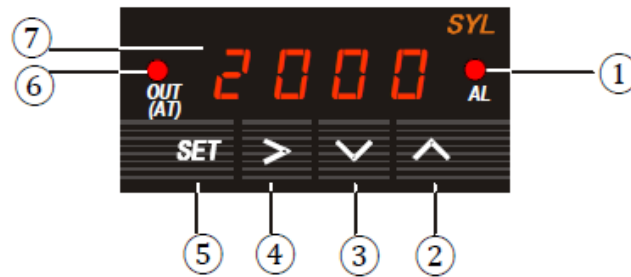 SYL
⑦ 2000
⑥ OUT (AT) AL ①
SET > ∨ ∧
⑤ ④ ③ ②